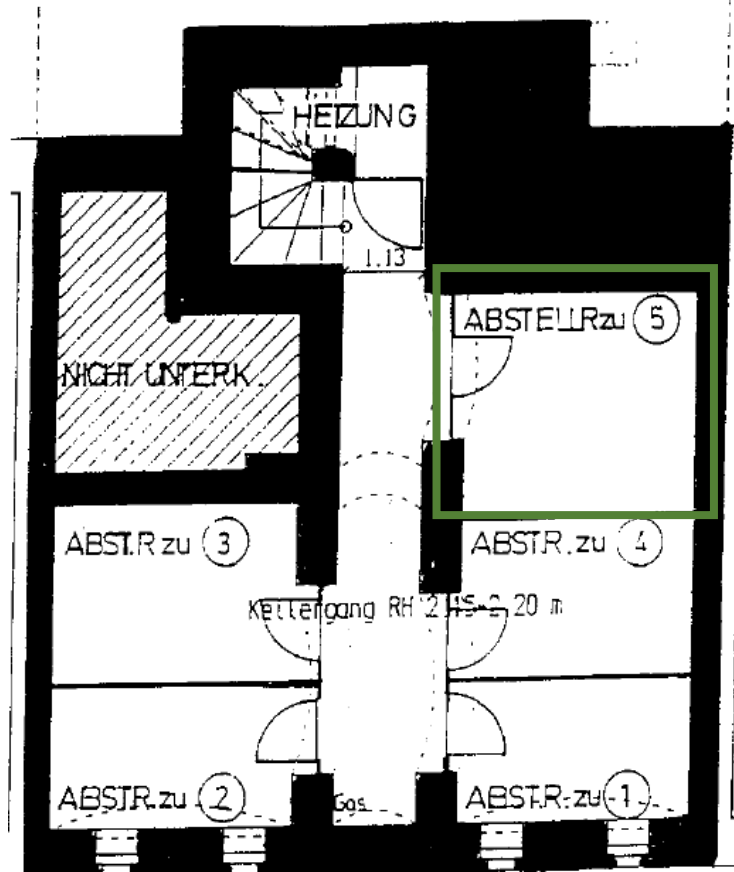 HEIZUNG
1.13
ABSTELLRzu 5
NICHT UNTERK.
ABST.R zu 3
ABST.R. zu 4
Kellergang RH 2.15-2.20 m
ABST.R. zu 2
Gas
ABST.R. zu 1